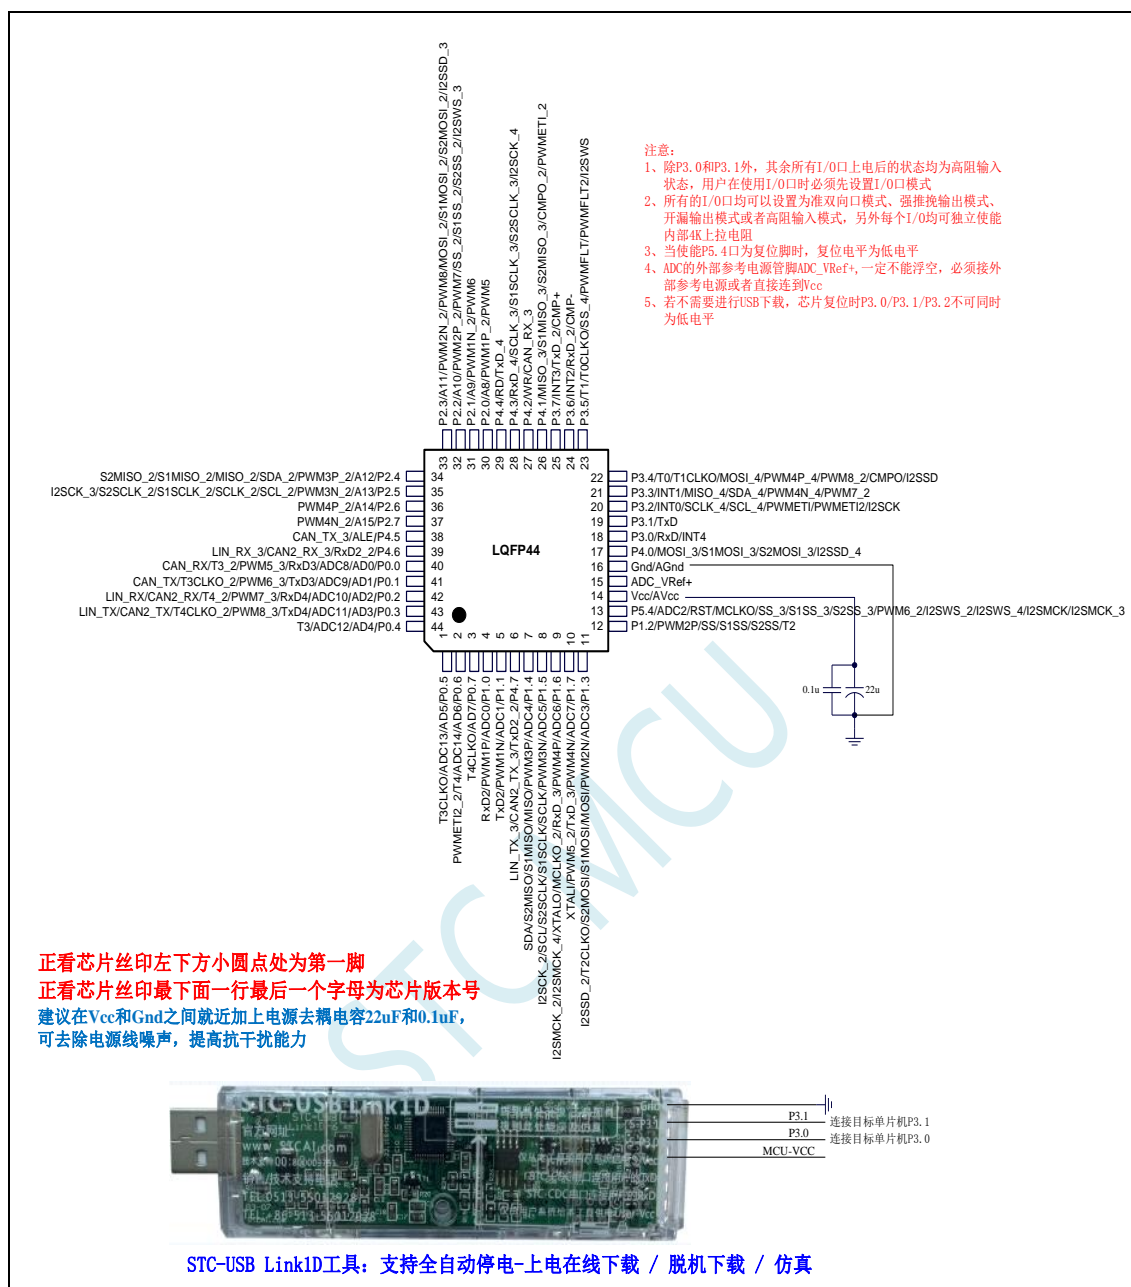 P2.3/A11/PWM2N_2/PWM8/MOSI_2/S1MOSI_2/S2MOSI_2/I2SSD_3
P2.2/A10/PWM2P_2/PWM7/SS_2/S1SS_2/S2SS_2/I2SWS_3
P2.1/A9/PWM1N_2/PWM6
P2.0/A8/PWM1P_2/PWM5
P4.4/RD/TxD_4
P4.3/RxD_4/SCLK_3/S1SCLK_3/S2SCLK_3/I2SCK_4
P4.2/WR/CAN_RX_3
P4.1/MISO_3/S1MISO_3/S2MISO_3/CMPO_2/PWMETI_2
P3.7/INT3/TxD_2/CMP+
P3.6/INT2/RxD_2/CMP-
P3.5/T1/T0CLKO/SS_4/PWMFLT/PWMFLT2/I2SWS
注意:
1、除P3.0和P3.1外，其余所有I/O口上电后的状态均为高阻输入
状态，用户在使用I/O口时必须先设置I/O口模式
2、所有的I/O口均可以设置为准双向口模式、强推挽输出模式、
开漏输出模式或者高阻输入模式，另外每个I/O均可独立使能
内部4K上拉电阻
3、当使能P5.4口为复位脚时，复位电平为低电平
4、ADC的外部参考电源管脚ADC_VRef+,一定不能浮空，必须接外
部参考电源或者直接连到Vcc
5、若不需要进行USB下载，芯片复位时P3.0/P3.1/P3.2不可同时
为低电平
33 32 31 30 29 28 27 26 25 24 23
S2MISO_2/S1MISO_2/MISO_2/SDA_2/PWM3P_2/A12/P2.4 34
I2SCK_3/S2SCLK_2/S1SCLK_2/SCLK_2/SCL_2/PWM3N_2/A13/P2.5 35
PWM4P_2/A14/P2.6 36
PWM4N_2/A15/P2.7 37
CAN_TX_3/ALE/P4.5 38
LIN_RX_3/CAN2_RX_3/RxD2_2/P4.6 39
CAN_RX/T3_2/PWM5_3/RxD3/ADC8/AD0/P0.0 40
CAN_TX/T3CLKO_2/PWM6_3/TxD3/ADC9/AD1/P0.1 41
LIN_RX/CAN2_RX/T4_2/PWM7_3/RxD4/ADC10/AD2/P0.2 42
LIN_TX/CAN2_TX/T4CLKO_2/PWM8_3/TxD4/ADC11/AD3/P0.3 43
T3/ADC12/AD4/P0.4 44
LQFP44
22 P3.4/T0/T1CLKO/MOSI_4/PWM4P_4/PWM8_2/CMPO/I2SSD
21 P3.3/INT1/MISO_4/SDA_4/PWM4N_4/PWM7_2
20 P3.2/INT0/SCLK_4/SCL_4/PWMETI/PWMETI2/I2SCK
19 P3.1/TxD
18 P3.0/RxD/INT4
17 P4.0/MOSI_3/S1MOSI_3/S2MOSI_3/I2SSD_4
16 Gnd/AGnd
15 ADC_VRef+
14 Vcc/AVcc
13 P5.4/ADC2/RST/MCLKO/SS_3/S1SS_3/S2SS_3/PWM6_2/I2SWS_2/I2SWS_4/I2SMCK/I2SMCK_3
12 P1.2/PWM2P/SS/S1SS/S2SS/T2
1 2 3 4 5 6 7 8 9 10 11
T3CLKO/ADC13/AD5/P0.5
PWMETI2_2/T4/ADC14/AD6/P0.6
T4CLKO/AD7/P0.7
RxD2/PWM1P/ADC0/P1.0
TxD2/PWM1N/ADC1/P1.1
LIN_TX_3/CAN2_TX_3/TxD2_2/P4.7
SDA/S2MISO/S1MISO/MISO/PWM3P/ADC4/P1.4
I2SCK_2/SCL/S2SCLK/S1SCLK/SCLK/PWM3N/ADC5/P1.5
I2SMCK_2/I2SMCK_4/XTALO/MCLKO_2/RxD_3/PWM4P/ADC6/P1.6
XTALI/PWM5_2/TxD_3/PWM4N/ADC7/P1.7
I2SSD_2/T2CLKO/S2MOSI/S1MOSI/MOSI/PWM2N/ADC3/P1.3
0.1u 22u
STC MCU
正看芯片丝印左下方小圆点处为第一脚
正看芯片丝印最下面一行最后一个字母为芯片版本号
建议在Vcc和Gnd之间就近加上电源去耦电容22uF和0.1uF，
可去除电源线噪声，提高抗干扰能力
STC-USB Link1D
官方网址:
www.STCAI.com
TEL:0513-55012928
P3.1 连接目标单片机P3.1
P3.0 连接目标单片机P3.0
MCU-VCC
STC-USB Link1D工具：支持全自动停电-上电在线下载 / 脱机下载 / 仿真